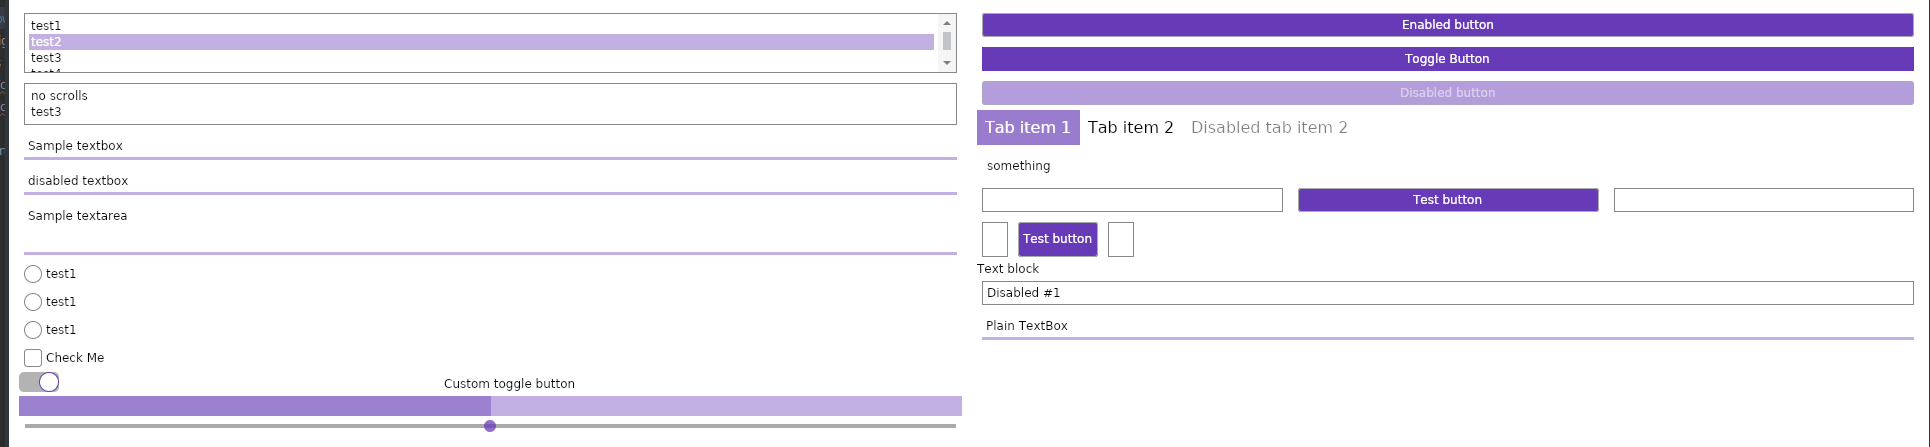 test1
test2
test3
no scrolls
test3
Sample textbox
disabled textbox
Sample textarea
test1
test1
test1
Check Me
Custom toggle button
Enabled button
Toggle Button
Disabled button
Tab item 1 Tab item 2 Disabled tab item 2
something
Test button
Test button
Text block
Disabled #1
Plain TextBox